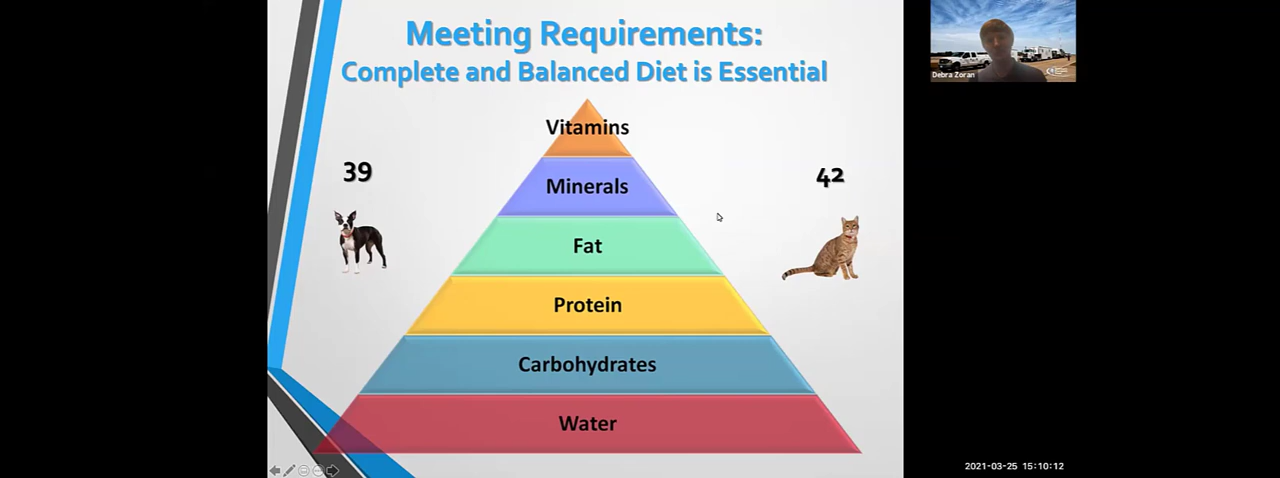 Meeting Requirements:
Complete and Balanced Diet is Essential
Vitamins
39
42
Minerals
Fat
Protein
Carbohydrates
Water
Debra Zoran
2021-03-25 15:10:12